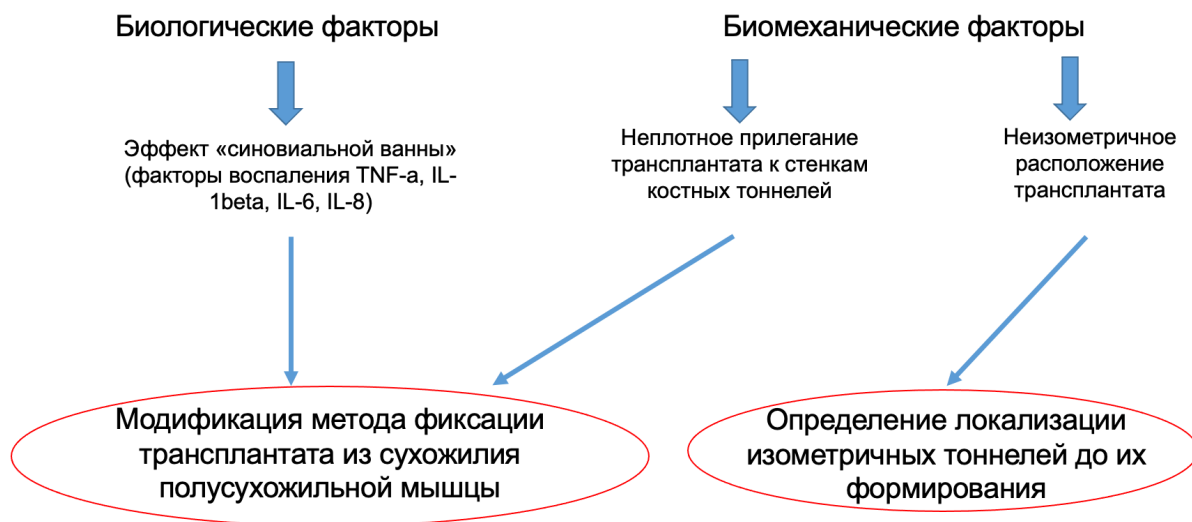 Биологические факторы
Биомеханические факторы
Эффект «синовиальной ванны»
(факторы воспаления TNF-a, IL-
1beta, IL-6, IL-8)
Неплотное прилегание
трансплантата к стенкам
костных тоннелей
Неизометричное
расположение
трансплантата
Модификация метода фиксации
трансплантата из сухожилия
полусухожильной мышцы
Определение локализации
изометричных тоннелей до их
формирования